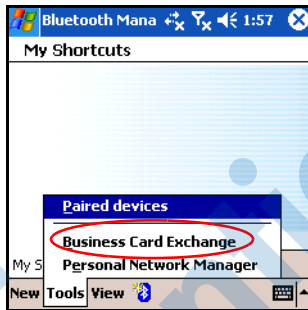 Bluetooth Mana 1:57
My Shortcuts
Paired devices
Business Card Exchange
My S Personal Network Manager
New Tools View